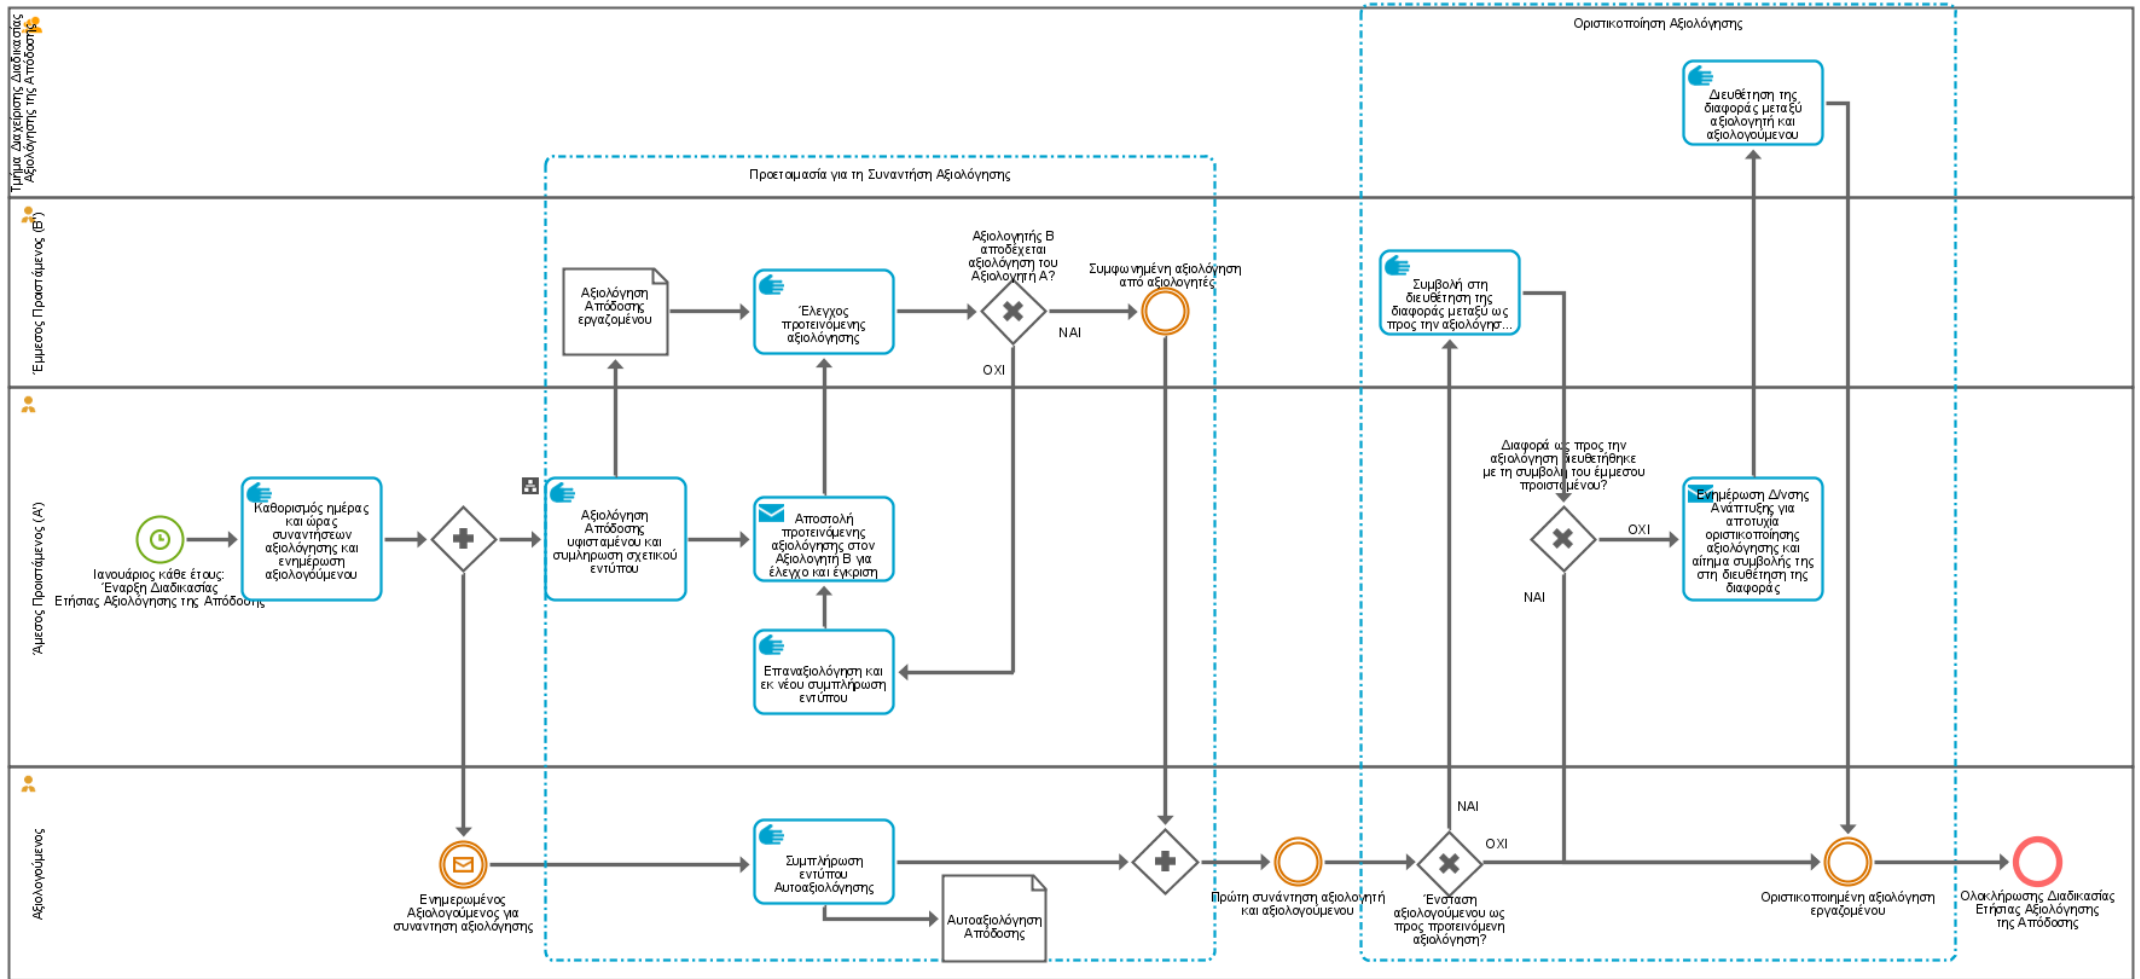 Τμήμα Διαχείρισης Διαδικασίας
Αξιολόγησης της Απόδοσης
Οριστικοποίηση Αξιολόγησης
Διευθέτηση της
διαφοράς μεταξύ
αξιολογητή και
αξιολογούμενου
Προετοιμασία για τη Συναντήση Αξιολόγησης
Έμμεσος Προστάμενος (Β')
Αξιολόγηση
Απόδοσης
εργαζομένου
Έλεγχος
προτεινόμενης
αξιολόγησης
Αξιολογητής Β
αποδέχεται
αξιολόγηση του
Αξιολογητή Α?
ΝΑΙ
ΟΧΙ
Συμφωνημένη αξιολόγηση
από αξιολογητές
Συμβολή στη
διευθέτηση της
διαφοράς μεταξύ ως
προς την αξιολόγησ...
Άμεσος Προιστάμενος (Α')
Ιανουάριος κάθε έτους:
Έναρξη Διαδικασίας
Ετήσιας Αξιολόγησης της Απόδοσης
Καθορισμός ημέρας
και ώρας
συναντήσεων
αξιολόγησης και
ενημέρωση
αξιολογούμενου
Αξιολόγηση
Απόδοσης
υφισταμένου και
συμληρωση σχετικού
εντύπου
Αποστολή
προτεινόμενης
αξιολόγησης στον
Αξιολογητή Β για
έλεγχο και έγκριση
Επαναξιολόγηση και
εκ νέου συμπλήρωση
εντύπου
Διαφορά ως προς την
αξιολόγηση διευθετήθηκε
με τη συμβολή του έμμεσου
προισταμένου?
ΟΧΙ
ΝΑΙ
Ενημέρωση Δ/νσης
Ανάπτυξης για
αποτυχία
οριστικοποίησης
αξιολόγησης και
αίτημα συμβολής της
στη διευθέτηση της
διαφοράς
Αξιολογούμενος
Ενημερωμένος
Αξιολογούμενος για
συναντηση αξιολόγησης
Συμπλήρωση
εντύπου
Αυτοαξιολόγησης
Αυτοαξιολόγηση
Απόδοσης
Πρώτη συνάντηση αξιολογητή
και αξιολογούμενου
ΝΑΙ
ΟΧΙ
Ένσταση
αξιολογούμενου ως
προς προτεινόμενη
αξιολόγηση?
Οριστικοποιημένη αξιολόγηση
εργαζομένου
Ολοκλήρωσης Διαδικασίας
Ετήσιας Αξιολόγησης
της Απόδοσης